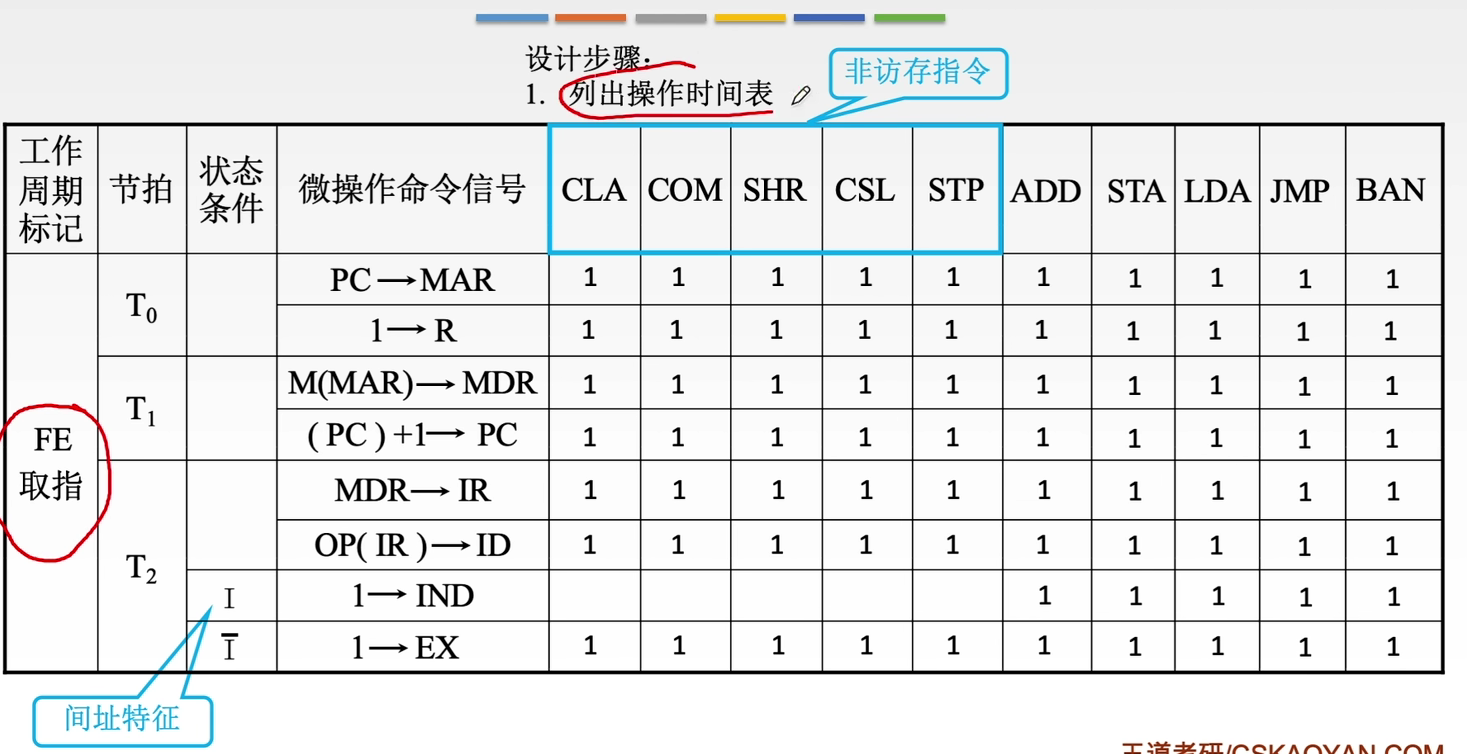 设计步骤：
1. 列出操作时间表
非访存指令
工作周期标记 节拍 状态条件 微操作命令信号 CLA COM SHR CSL STP ADD STA LDA JMP BAN
FE 取指 T₀ PC→MAR 1 1 1 1 1 1 1 1 1 1
1→R 1 1 1 1 1 1 1 1 1 1
T₁ M(MAR)→MDR 1 1 1 1 1 1 1 1 1 1
(PC)+1→PC 1 1 1 1 1 1 1 1 1 1
T₂ MDR→IR 1 1 1 1 1 1 1 1 1 1
OP(IR)→ID 1 1 1 1 1 1 1 1 1 1
I 1→IND 1 1 1 1 1
I̅ 1→EX 1 1 1 1 1 1 1 1 1 1
间址特征
王道考研/CSKAOYAN.COM